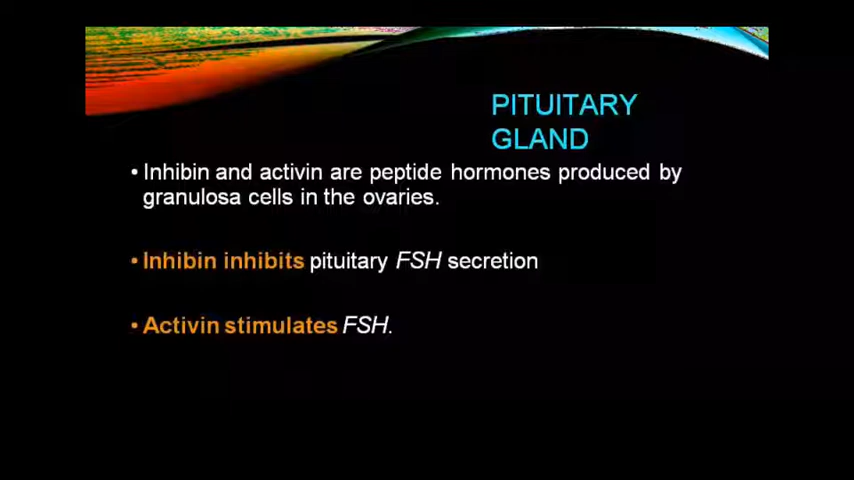 PITUITARY
GLAND
• Inhibin and activin are peptide hormones produced by
granulosa cells in the ovaries.
• Inhibin inhibits pituitary FSH secretion
• Activin stimulates FSH.